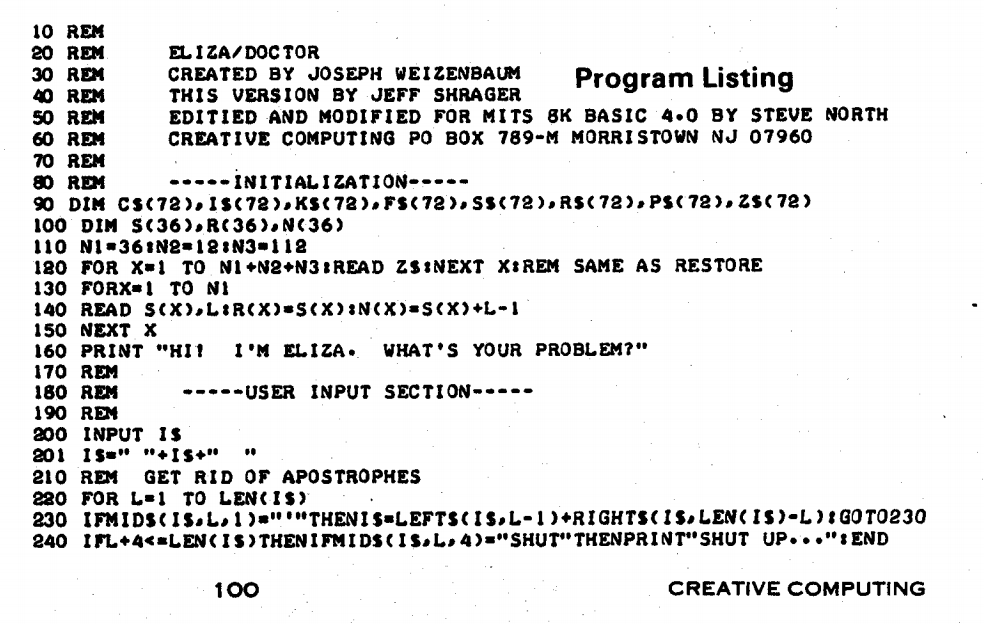 10 REM
20 REM ELIZA/DOCTOR
30 REM CREATED BY JOSEPH WEIZENBAUM
Program Listing
40 REM THIS VERSION BY JEFF SHRAGER
50 REM EDITIED AND MODIFIED FOR MITS 8K BASIC 4.0 BY STEVE NORTH
60 REM CREATIVE COMPUTING PO BOX 789-M MORRISTOWN NJ 07960
70 REM
80 REM -----INITIALIZATION-----
90 DIM C$(72),I$(72),K$(72),F$(72),S$(72),R$(72),P$(72),Z$(72)
100 DIM S(36),R(36),N(36)
110 N1=36:N2=12:N3=112
120 FOR X=1 TO N1+N2+N3:READ Z$:NEXT X:REM SAME AS RESTORE
130 FORX=1 TO N1
140 READ S(X),L:R(X)=S(X):N(X)=S(X)+L-1
150 NEXT X
160 PRINT "HI! I'M ELIZA. WHAT'S YOUR PROBLEM?"
170 REM
180 REM -----USER INPUT SECTION-----
190 REM
200 INPUT I$
201 I$=" "+I$+"  "
210 REM GET RID OF APOSTROPHES
220 FOR L=1 TO LEN(I$)
230 IFMID$(I$,L,1)="'"THENI$=LEFT$(I$,L-1)+RIGHT$(I$,LEN(I$)-L):GOTO230
240 IFL+4<=LEN(I$)THENIFMID$(I$,L,4)="SHUT"THENPRINT"SHUT UP...":END
100
CREATIVE COMPUTING